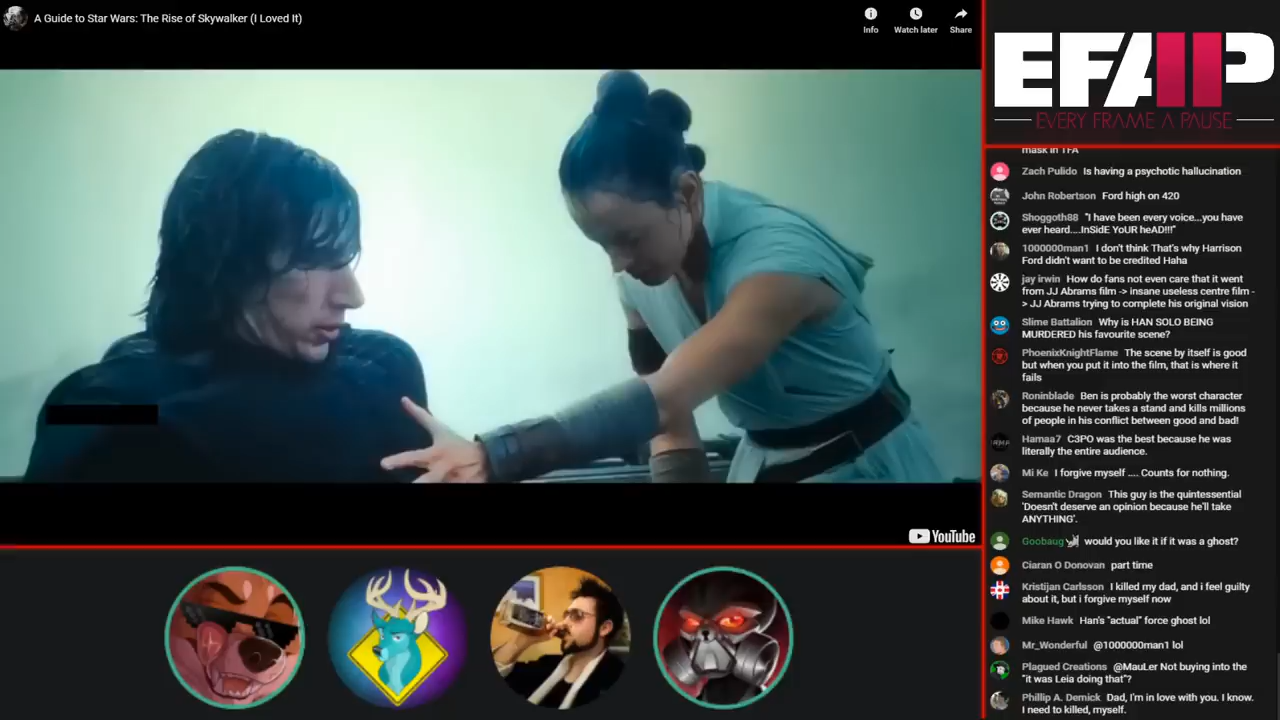 A Guide to Star Wars: The Rise of Skywalker (I Loved It)
Info
Watch later
Share
YouTube
EFAP
EVERY FRAME A PAUSE
mask in TFA
Zach Pulido Is having a psychotic hallucination
John Robertson Ford high on 420
Shoggoth88 "I have been every voice...you have
ever heard....InSidE YoUR heAD!!!"
1000000man1 I don't think That's why Harrison
Ford didn't want to be credited Haha
jay irwin How do fans not even care that it went
from JJ Abrams film -> insane useless centre film -
> JJ Abrams trying to complete his original vision
Slime Battalion Why is HAN SOLO BEING
MURDERED his favourite scene?
PhoenixKnightFlame The scene by itself is good
but when you put it into the film, that is where it
fails
Roninblade Ben is probably the worst character
because he never takes a stand and kills millions
of people in his conflict between good and bad!
Hamaa7 C3PO was the best because he was
literally the entire audience.
Mi Ke I forgive myself .... Counts for nothing.
Semantic Dragon This guy is the quintessential
'Doesn't deserve an opinion because he'll take
ANYTHING'.
Goobaug would you like it if it was a ghost?
Ciaran O Donovan part time
Kristijan Carlsson I killed my dad, and i feel guilty
about it, but i forgive myself now
Mike Hawk Han's "actual" force ghost lol
Mr_Wonderful @1000000man1 lol
Plagued Creations @MauLer Not buying into the
"it was Leia doing that"?
Phillip A. Demick Dad, I'm in love with you. I know.
I need to killed, myself.